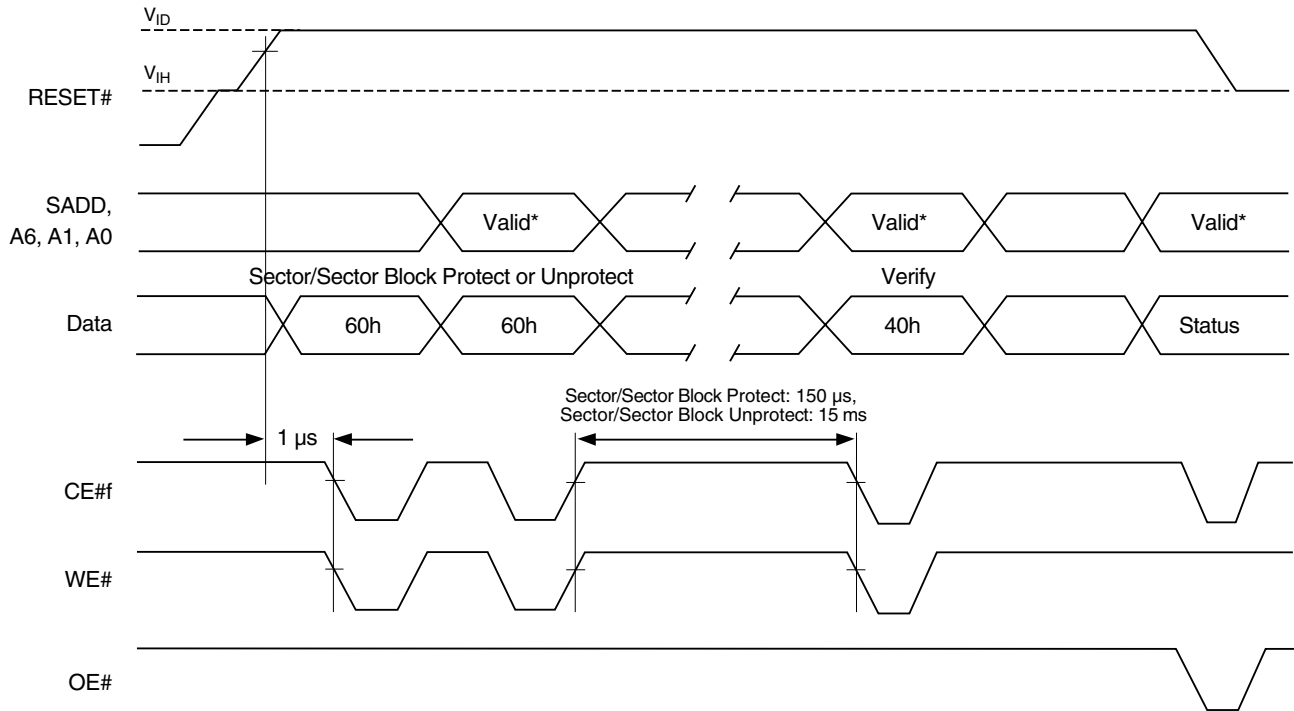 VID
VIH
RESET#
SADD,
A6, A1, A0
Valid*
Valid*
Valid*
Sector/Sector Block Protect or Unprotect
Verify
Data
60h
60h
40h
Status
Sector/Sector Block Protect: 150 µs,
Sector/Sector Block Unprotect: 15 ms
1 µs
CE#f
WE#
OE#